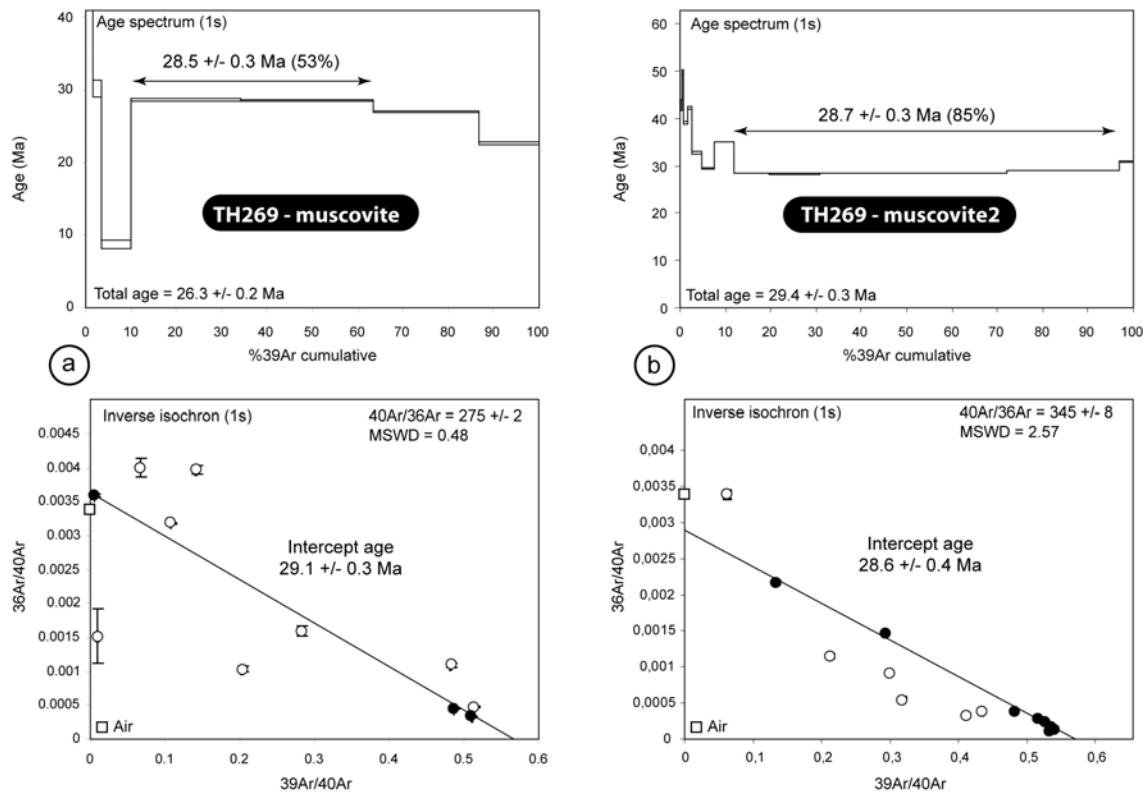 Age spectrum (1s)
28.5 +/- 0.3 Ma (53%)
TH269 - muscovite
Total age = 26.3 +/- 0.2 Ma
Age (Ma)
40
30
20
10
0
0 10 20 30 40 50 60 70 80 90 100
%39Ar cumulative
a
Age spectrum (1s)
28.7 +/- 0.3 Ma (85%)
TH269 - muscovite2
Total age = 29.4 +/- 0.3 Ma
Age (Ma)
60
50
40
30
20
10
0
0 10 20 30 40 50 60 70 80 90 100
%39Ar cumulative
b
Inverse isochron (1s)
40Ar/36Ar = 275 +/- 2
MSWD = 0.48
Intercept age
29.1 +/- 0.3 Ma
Air
36Ar/40Ar
0.0045
0.004
0.0035
0.003
0.0025
0.002
0.0015
0.001
0.0005
0
0 0.1 0.2 0.3 0.4 0.5 0.6
39Ar/40Ar
Inverse isochron (1s)
40Ar/36Ar = 345 +/- 8
MSWD = 2.57
Intercept age
28.6 +/- 0.4 Ma
Air
36Ar/40Ar
0,0045
0,004
0,0035
0,003
0,0025
0,002
0,0015
0,001
0,0005
0
0 0,1 0,2 0,3 0,4 0,5 0,6
39Ar/40Ar